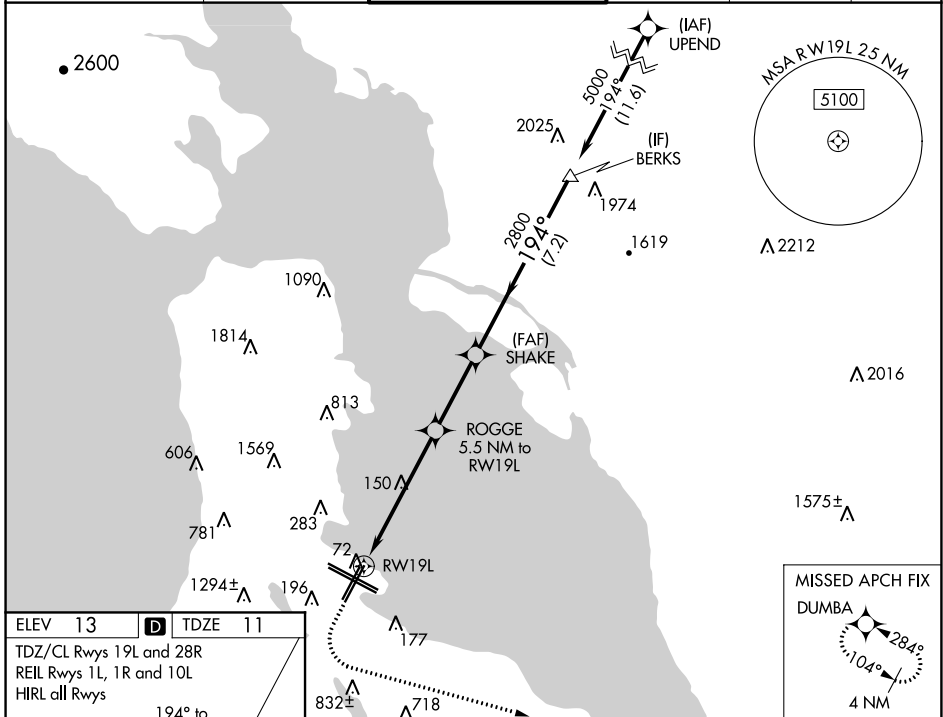 2600
(IAF)
UPEND
MSA RW19L 25 NM
5100
5000
194°
(11.6)
2025
(IF)
BERKS
1974
2800
194°
(7.2)
1619
2212
1090
1814
(FAF)
SHAKE
2016
813
ROGGE
5.5 NM to
RW19L
606
1569
150
283
781
1575±
72
RW19L
1294±
196
177
MISSED APCH FIX
DUMBA
284°
104°
4 NM
ELEV 13 D TDZE 11
TDZ/CL Rwys 19L and 28R
REIL Rwys 1L, 1R and 10L
HIRL all Rwys
194° to
832±
718